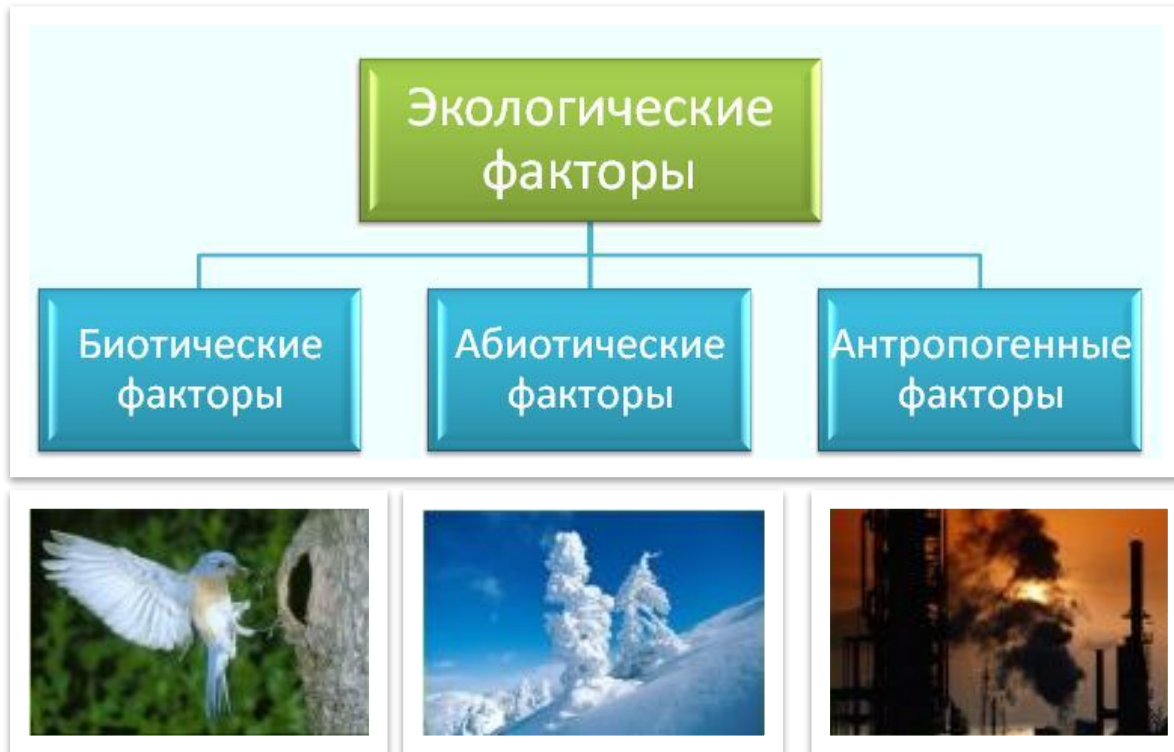 Экологические
факторы
Биотические
факторы
Абиотические
факторы
Антропогенные
факторы